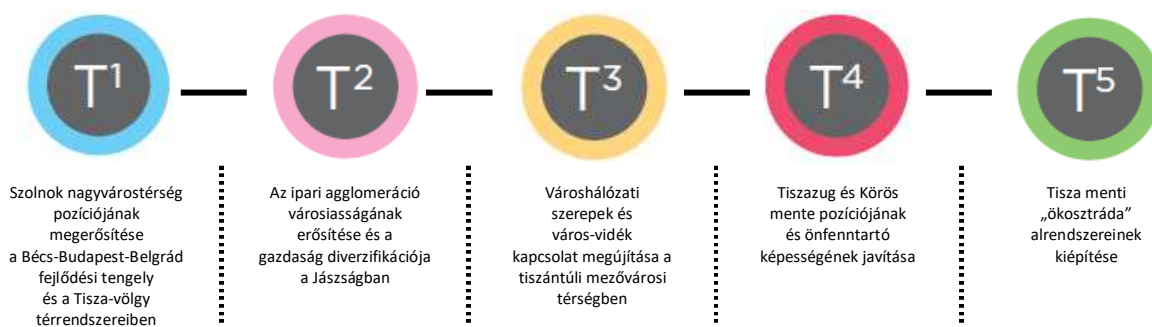 T¹
T²
T³
T⁴
T⁵
Szolnok nagyvárostérség
pozíciójának
megerősítése
a Bécs-Budapest-Belgrád
fejlődési tengely
és a Tisza-völgy
térrendszereiben
Az ipari agglomeráció
városiasságának
erősítése és a
gazdaság diverzifikációja
a Jászságban
Városhálózati
szerepek és
város-vidék
kapcsolat megújítása a
tiszántúli mezővárosi
térségben
Tiszazug és Körös
mente pozíciójának
és önfenntartó
képességének javítása
Tisza menti
„ökosztráda”
alrendszereinek
kiépítése